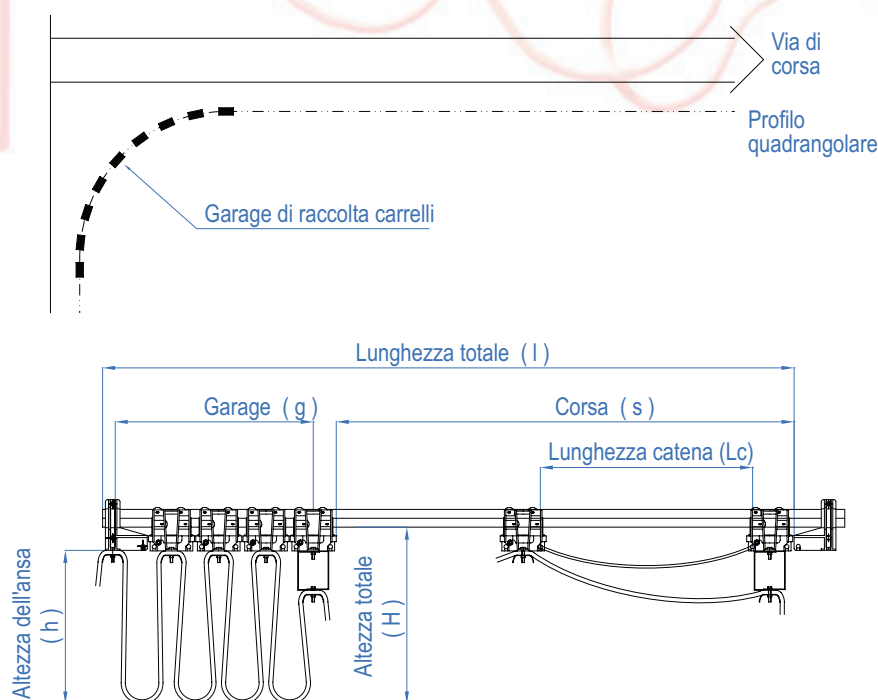 Via di
corsa
Profilo
quadrangolare
Garage di raccolta carrelli
Lunghezza totale ( l )
Garage ( g )
Corsa ( s )
Lunghezza catena (Lc)
Altezza dell'ansa
( h )
Altezza totale
( H )